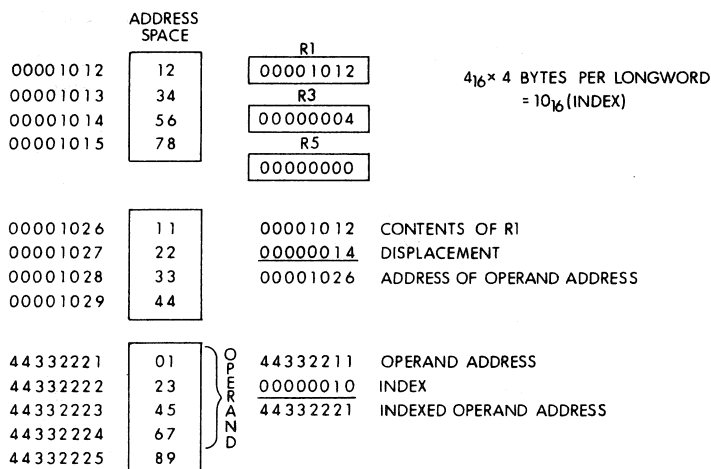 ADDRESS
SPACE
R1
00001012 12 00001012
4₁₆× 4 BYTES PER LONGWORD
= 10₁₆(INDEX)
00001013 34 R3
00001014 56 00000004
00001015 78 R5
00000000
00001026 11 00001012 CONTENTS OF R1
00001027 22 00000014 DISPLACEMENT
00001028 33 00001026 ADDRESS OF OPERAND ADDRESS
00001029 44
OPERAND
44332221 01 44332211 OPERAND ADDRESS
44332222 23 00000010 INDEX
44332223 45 44332221 INDEXED OPERAND ADDRESS
44332224 67
44332225 89